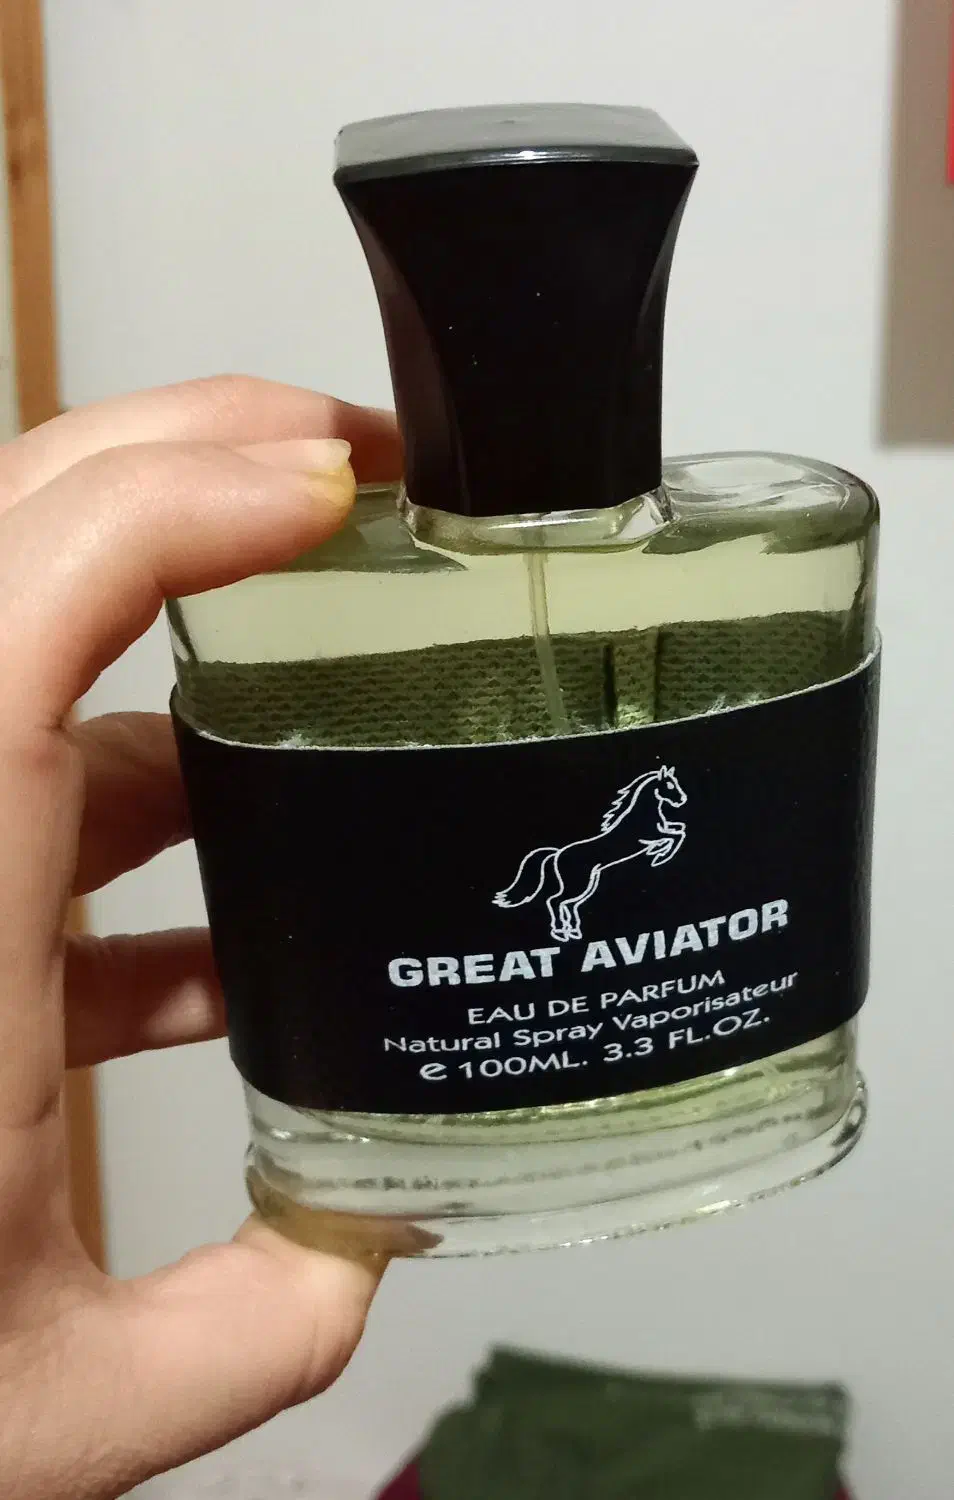 GREAT AVIATOR
EAU DE PARFUM
Natural Spray Vaporisateur
e 100ML. 3.3 FL.OZ.